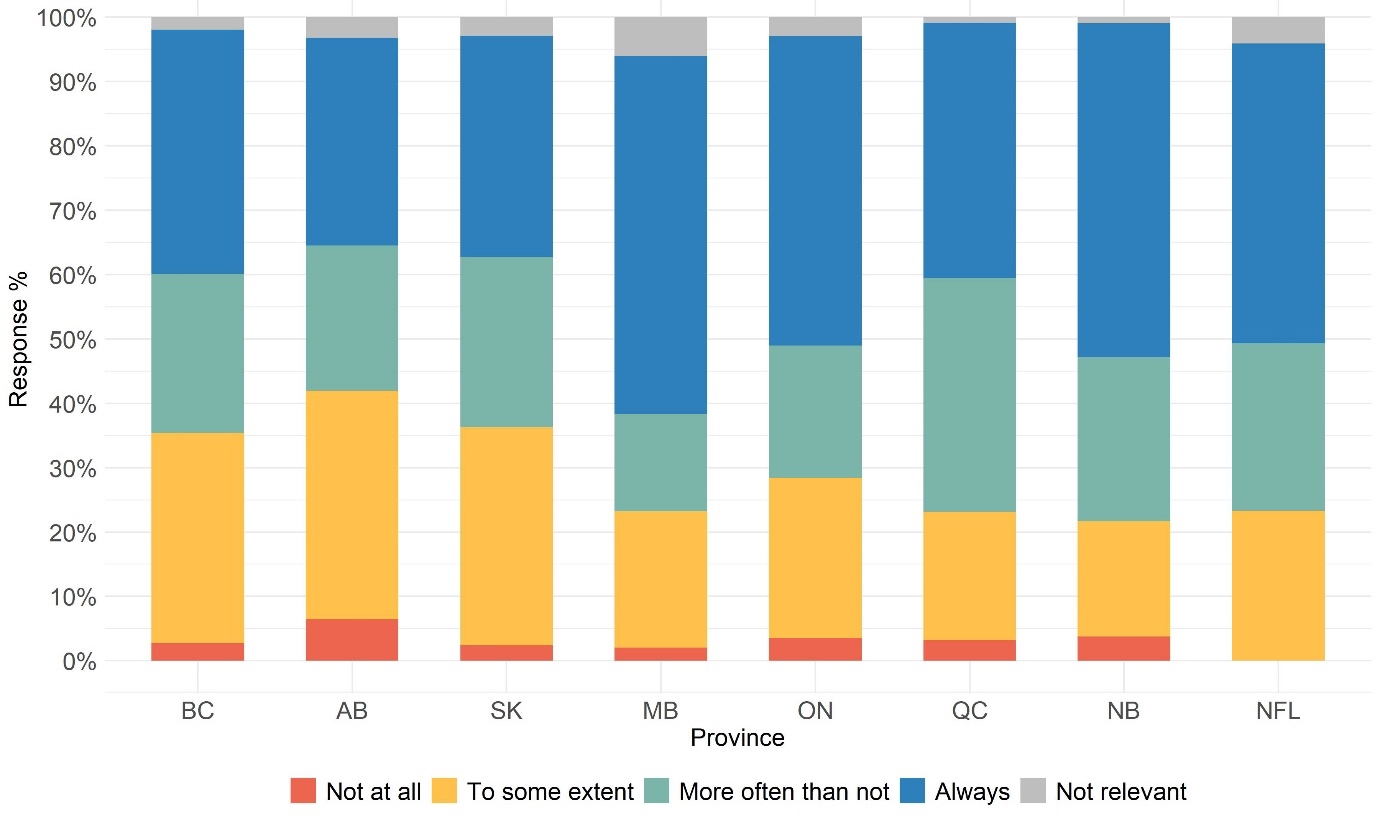 100%
90%
80%
70%
60%
50%
40%
30%
20%
10%
0%
Response %
BC AB SK MB ON QC NB NFL
Province
Not at all To some extent More often than not Always Not relevant